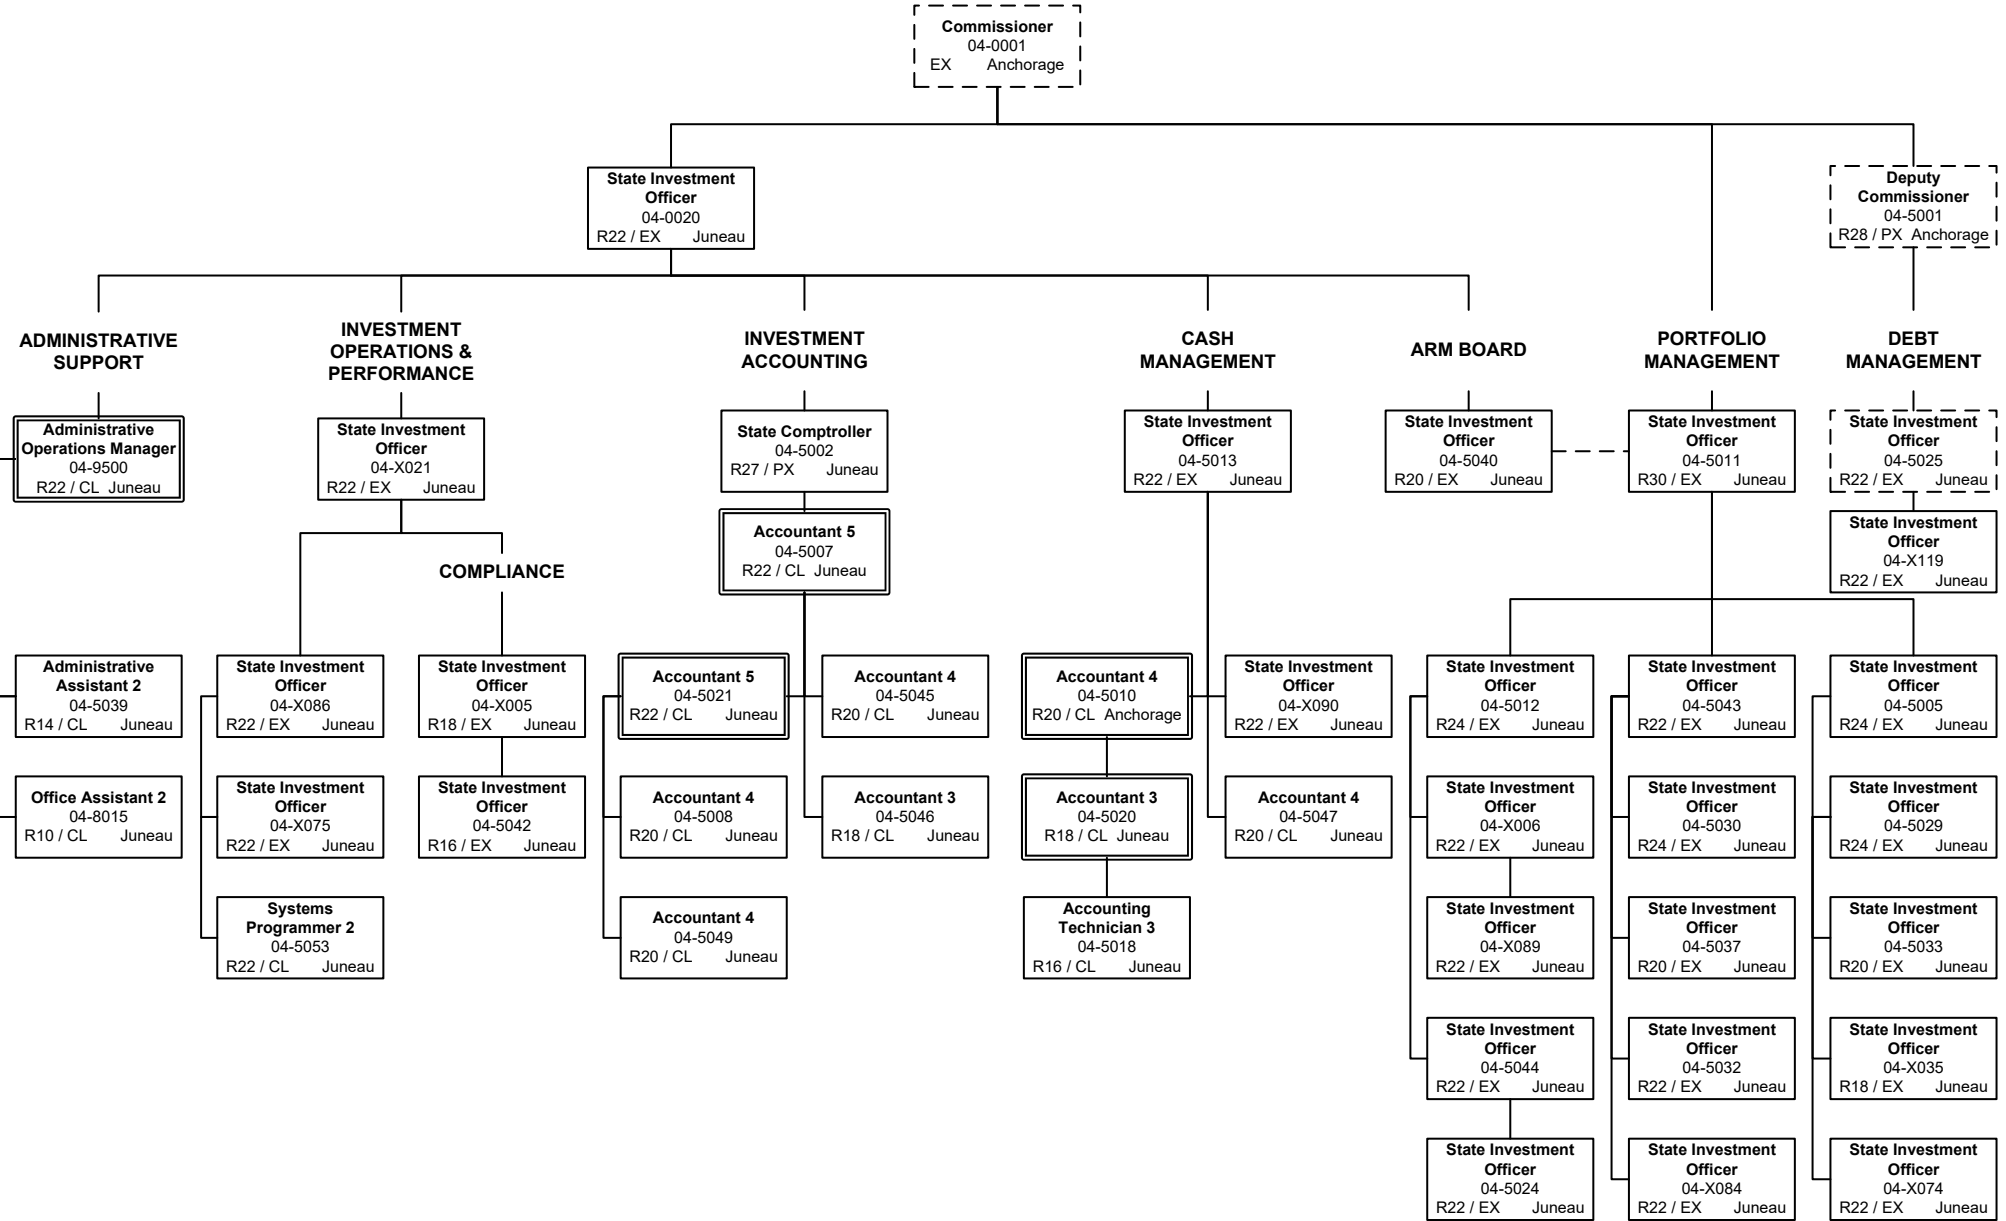 Commissioner
04-0001
EX Anchorage
State Investment
Officer
04-0020
R22 / EX Juneau
Deputy
Commissioner
04-5001
R28 / PX Anchorage
ADMINISTRATIVE
SUPPORT
INVESTMENT
OPERATIONS &
PERFORMANCE
INVESTMENT
ACCOUNTING
CASH
MANAGEMENT
ARM BOARD
PORTFOLIO
MANAGEMENT
DEBT
MANAGEMENT
Administrative
Operations Manager
04-9500
R22 / CL Juneau
State Investment
Officer
04-X021
R22 / EX Juneau
State Comptroller
04-5002
R27 / PX Juneau
State Investment
Officer
04-5013
R22 / EX Juneau
State Investment
Officer
04-5040
R20 / EX Juneau
State Investment
Officer
04-5011
R30 / EX Juneau
State Investment
Officer
04-5025
R22 / EX Juneau
Accountant 5
04-5007
R22 / CL Juneau
State Investment
Officer
04-X119
R22 / EX Juneau
COMPLIANCE
Administrative
Assistant 2
04-5039
R14 / CL Juneau
State Investment
Officer
04-X086
R22 / EX Juneau
State Investment
Officer
04-X005
R18 / EX Juneau
Accountant 5
04-5021
R22 / CL Juneau
Accountant 4
04-5045
R20 / CL Juneau
Accountant 4
04-5010
R20 / CL Anchorage
State Investment
Officer
04-X090
R22 / EX Juneau
State Investment
Officer
04-5012
R24 / EX Juneau
State Investment
Officer
04-5043
R22 / EX Juneau
State Investment
Officer
04-5005
R24 / EX Juneau
Office Assistant 2
04-8015
R10 / CL Juneau
State Investment
Officer
04-X075
R22 / EX Juneau
State Investment
Officer
04-5042
R16 / EX Juneau
Accountant 4
04-5008
R20 / CL Juneau
Accountant 3
04-5046
R18 / CL Juneau
Accountant 3
04-5020
R18 / CL Juneau
Accountant 4
04-5047
R20 / CL Juneau
State Investment
Officer
04-X006
R22 / EX Juneau
State Investment
Officer
04-5030
R24 / EX Juneau
State Investment
Officer
04-5029
R24 / EX Juneau
Systems
Programmer 2
04-5053
R22 / CL Juneau
Accountant 4
04-5049
R20 / CL Juneau
Accounting
Technician 3
04-5018
R16 / CL Juneau
State Investment
Officer
04-X089
R22 / EX Juneau
State Investment
Officer
04-5037
R20 / EX Juneau
State Investment
Officer
04-5033
R20 / EX Juneau
State Investment
Officer
04-5044
R22 / EX Juneau
State Investment
Officer
04-5032
R22 / EX Juneau
State Investment
Officer
04-X035
R18 / EX Juneau
State Investment
Officer
04-5024
R22 / EX Juneau
State Investment
Officer
04-X084
R22 / EX Juneau
State Investment
Officer
04-X074
R22 / EX Juneau